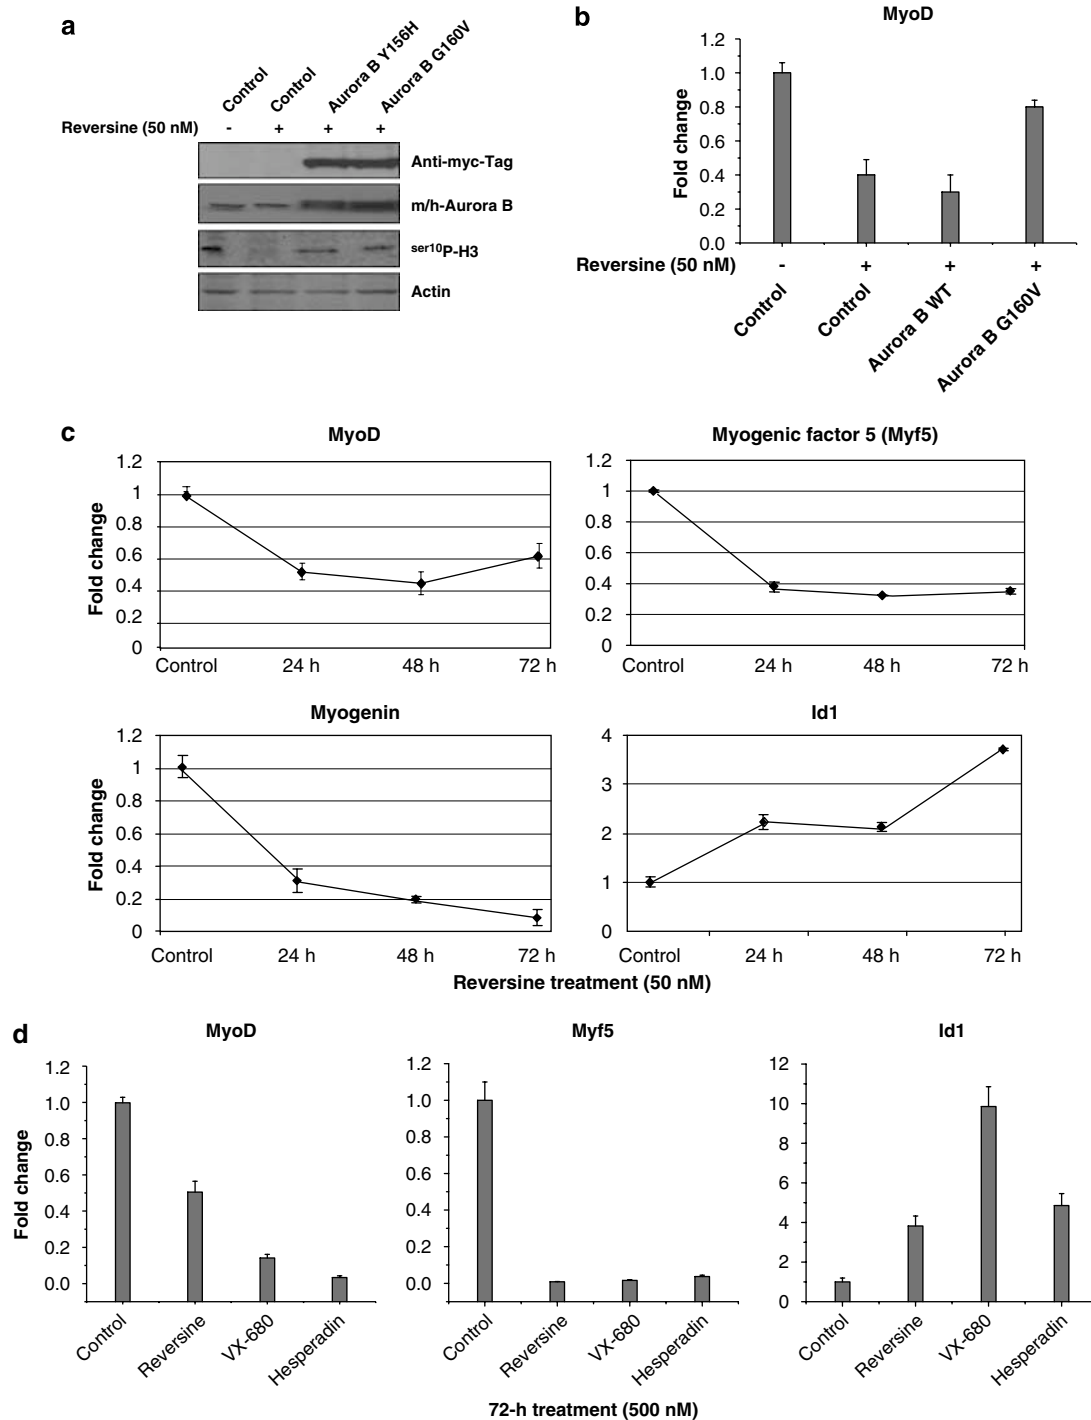 a
Control
Control
Aurora B Y156H
Aurora B G160V
Reversine (50 nM) - + + +
Anti-myc-Tag
m/h-Aurora B
ser10P-H3
Actin
b
MyoD
Fold change
1.2
1.0
0.8
0.6
0.4
0.2
0.0
Reversine (50 nM) - + + +
Control
Control
Aurora B WT
Aurora B G160V
c
MyoD
Fold change
1.2
1
0.8
0.6
0.4
0.2
0
Control 24 h 48 h 72 h
Myogenic factor 5 (Myf5)
1.2
1
0.8
0.6
0.4
0.2
0
Control 24 h 48 h 72 h
Myogenin
Fold change
1.2
1
0.8
0.6
0.4
0.2
0
Control 24 h 48 h 72 h
Id1
4
3
2
1
0
Control 24 h 48 h 72 h
Reversine treatment (50 nM)
d
MyoD
Fold change
1.2
1.0
0.8
0.6
0.4
0.2
0.0
Control
Reversine
VX-680
Hesperadin
Myf5
1.2
1.0
0.8
0.6
0.4
0.2
0.0
Control
Reversine
VX-680
Hesperadin
Id1
12
10
8
6
4
2
0
Control
Reversine
VX-680
Hesperadin
72-h treatment (500 nM)